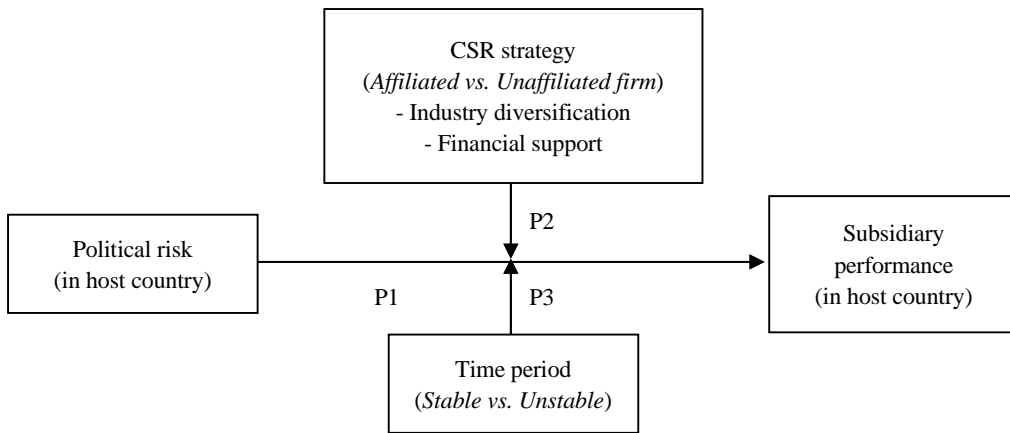 CSR strategy
(Affiliated vs. Unaffiliated firm)
- Industry diversification
- Financial support
P2
Political risk
(in host country)
Subsidiary
performance
(in host country)
P1
P3
Time period
(Stable vs. Unstable)